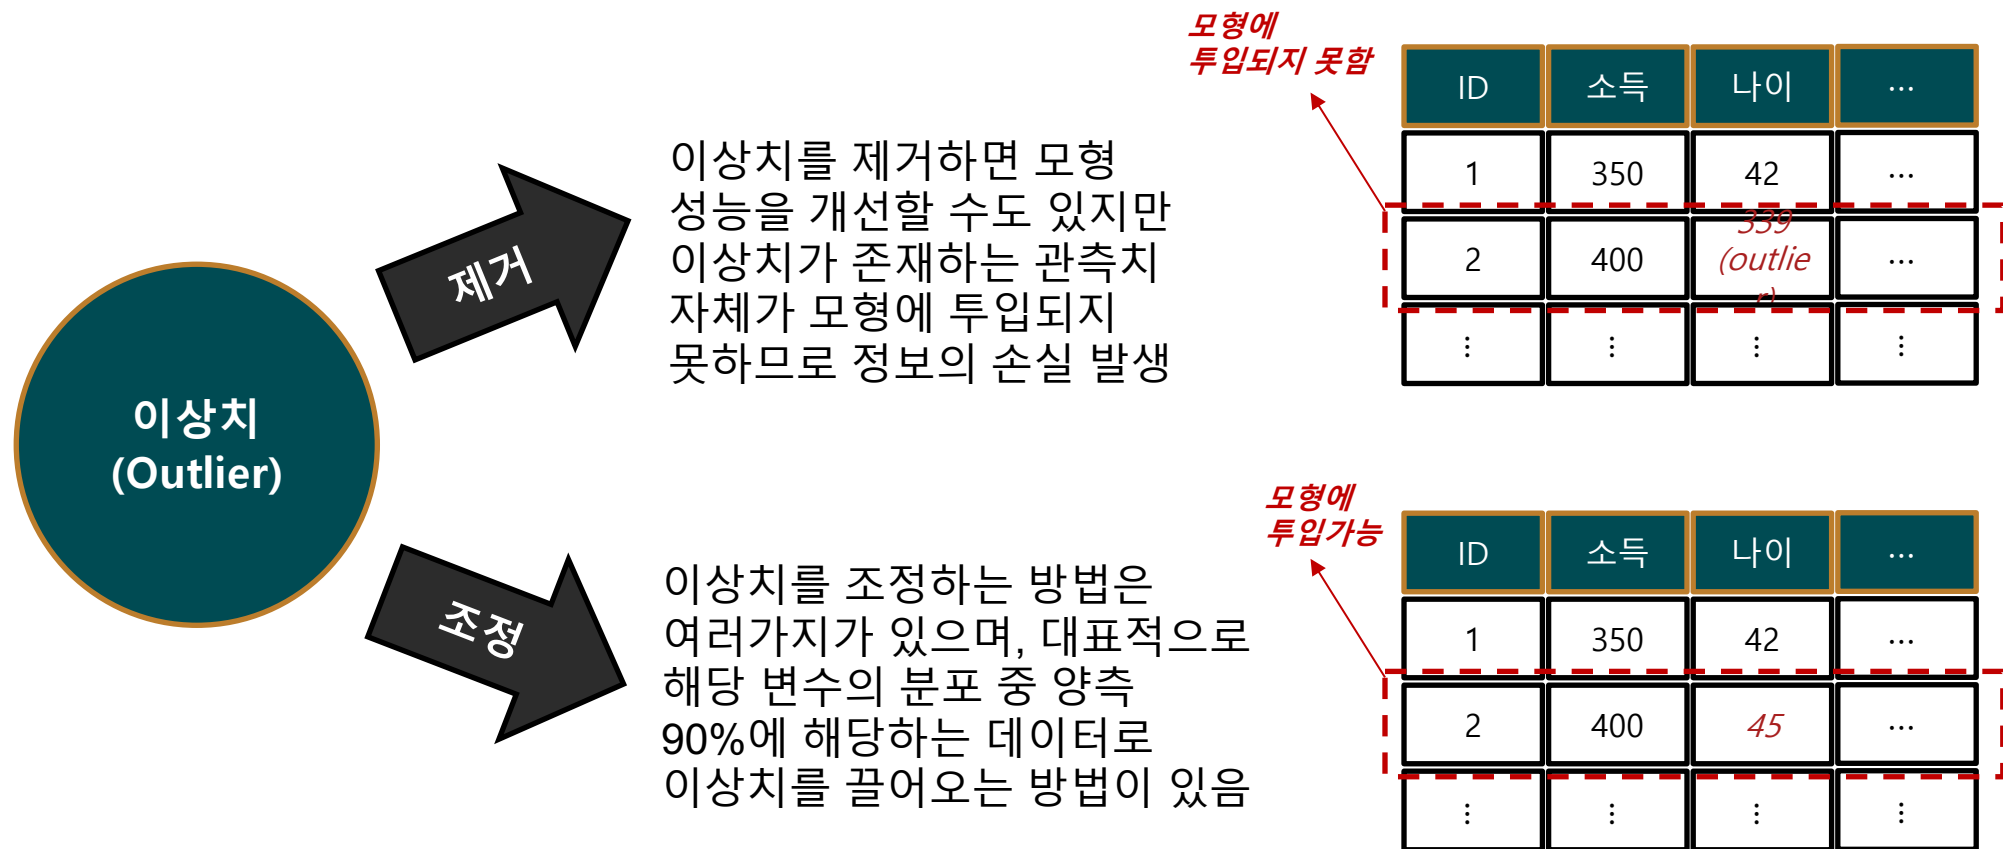 이상치
(Outlier)
제거
이상치를 제거하면 모형
성능을 개선할 수도 있지만
이상치가 존재하는 관측치
자체가 모형에 투입되지
못하므로 정보의 손실 발생
모형에
투입되지 못함
ID 소득 나이 ...
1 350 42 ...
2 400 339 (outlier) ...
⋮ ⋮ ⋮ ⋮
조정
이상치를 조정하는 방법은
여러가지가 있으며, 대표적으로
해당 변수의 분포 중 양측
90%에 해당하는 데이터로
이상치를 끌어오는 방법이 있음
모형에
투입가능
ID 소득 나이 ...
1 350 42 ...
2 400 45 ...
⋮ ⋮ ⋮ ⋮